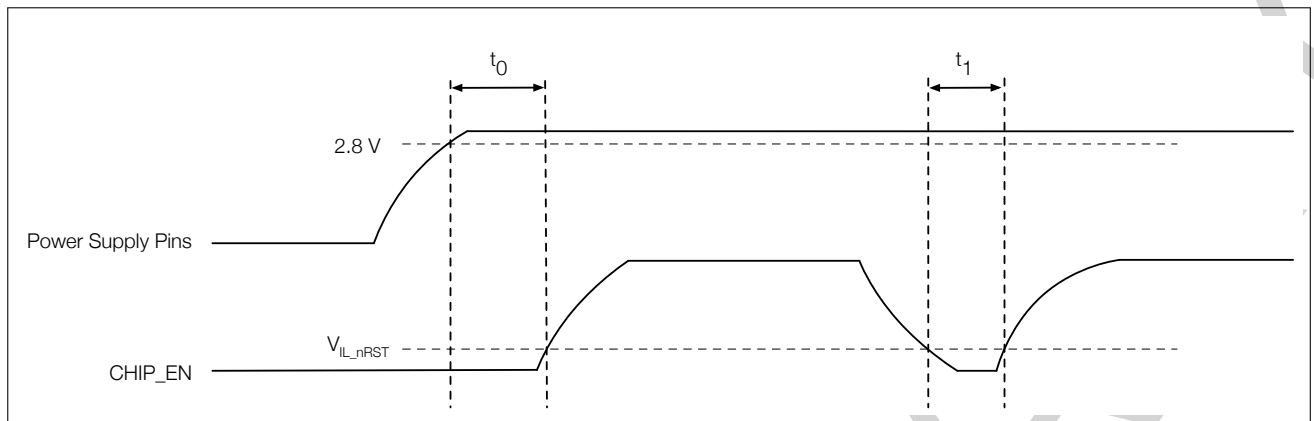 t0
t1
2.8 V
Power Supply Pins
VIL_nRST
CHIP_EN